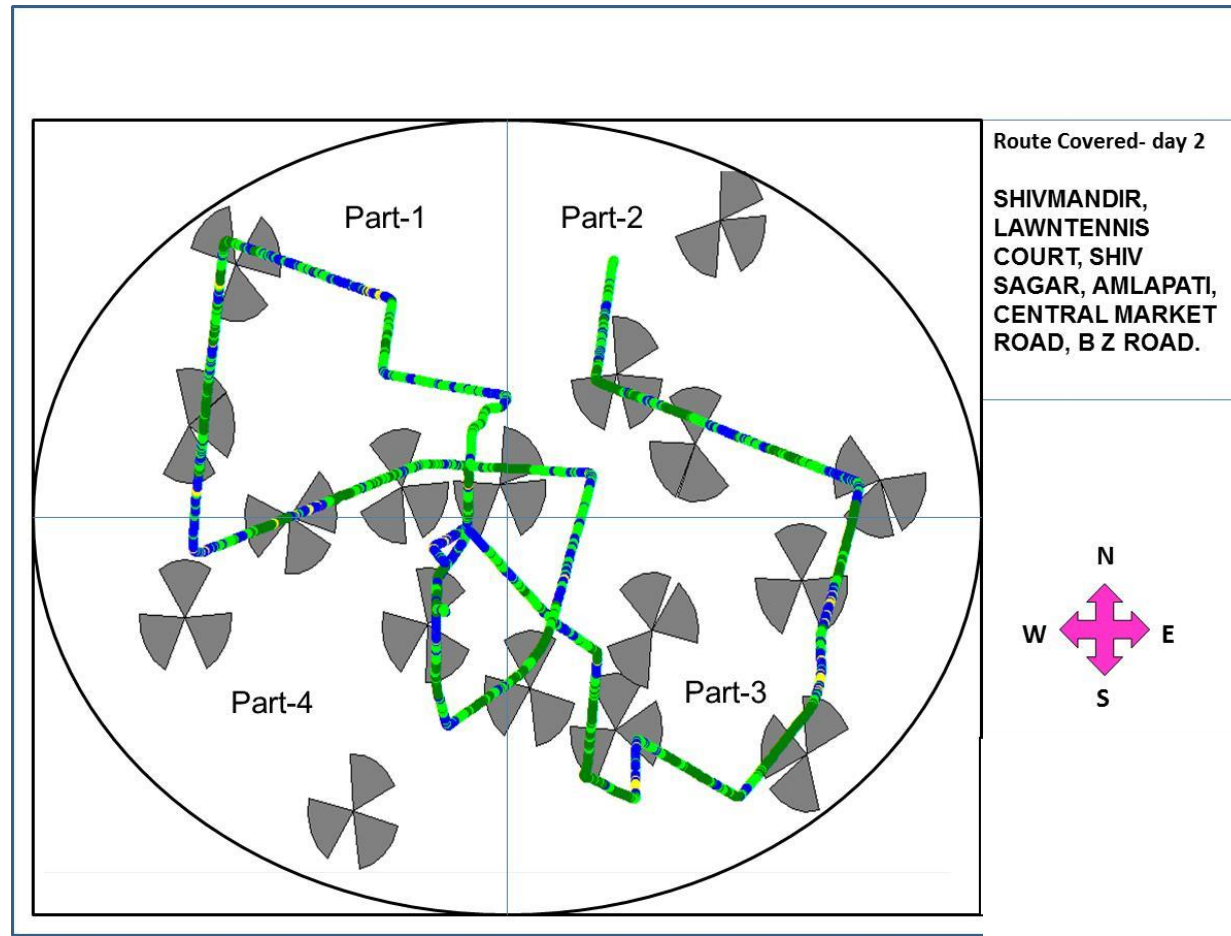 Route Covered- day 2
SHIVMANDIR,
LAWNTENNIS
COURT, SHIV
SAGAR, AMLAPATI,
CENTRAL MARKET
ROAD, B Z ROAD.
Part-1
Part-2
Part-4
Part-3
N
W E
S